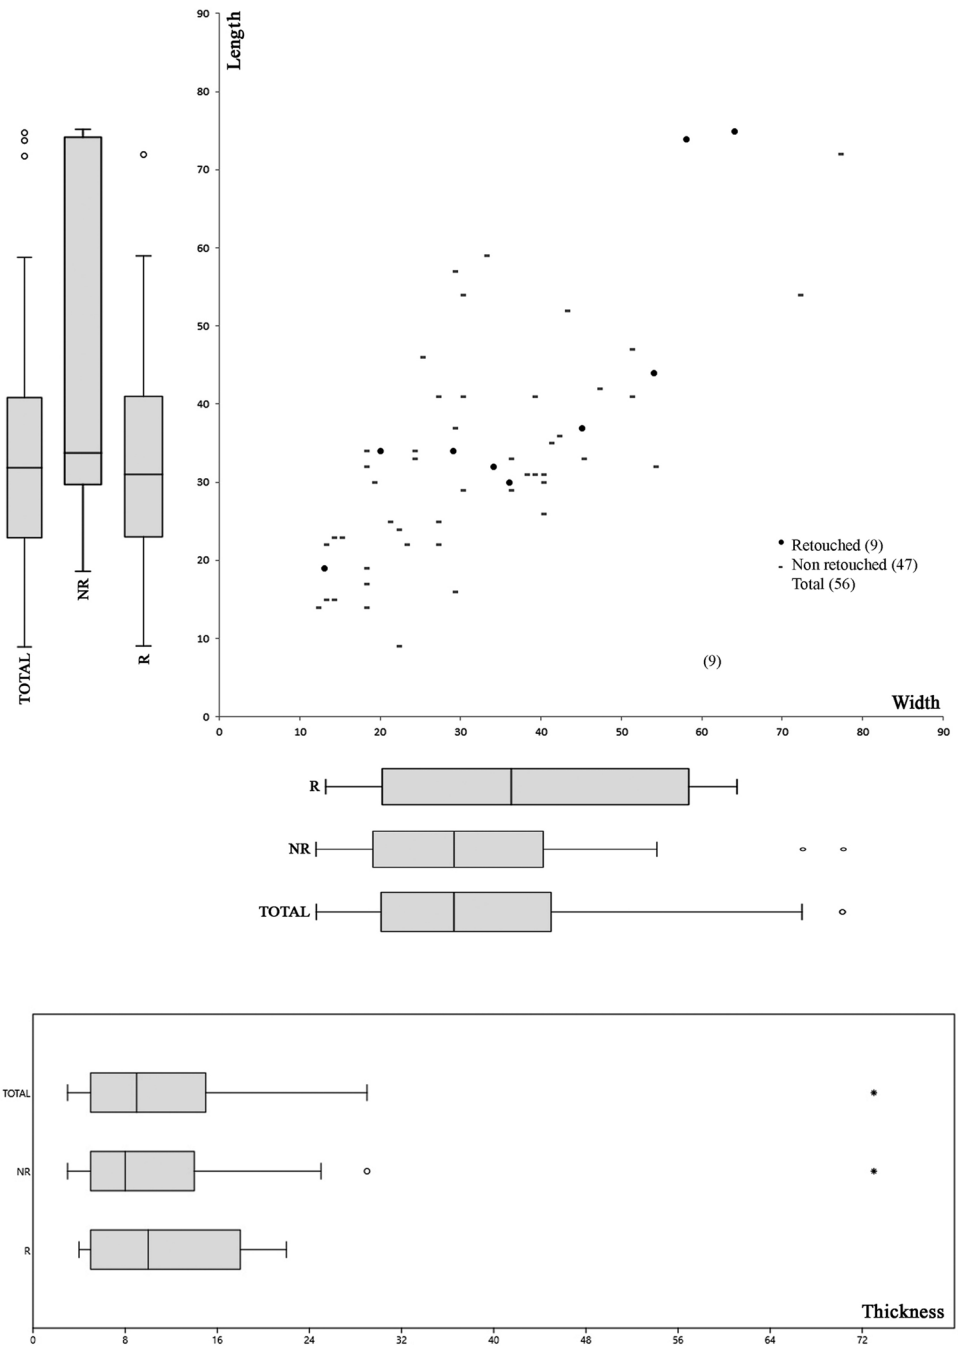 90
Length
80
70
60
50
40
30
20
10
0
TOTAL
NR
R
Retouched (9)
Non retouched (47)
Total (56)
(9)
Width
0 10 20 30 40 50 60 70 80 90
R
NR
TOTAL
TOTAL
NR
R
Thickness
0 8 16 24 32 40 48 56 64 72